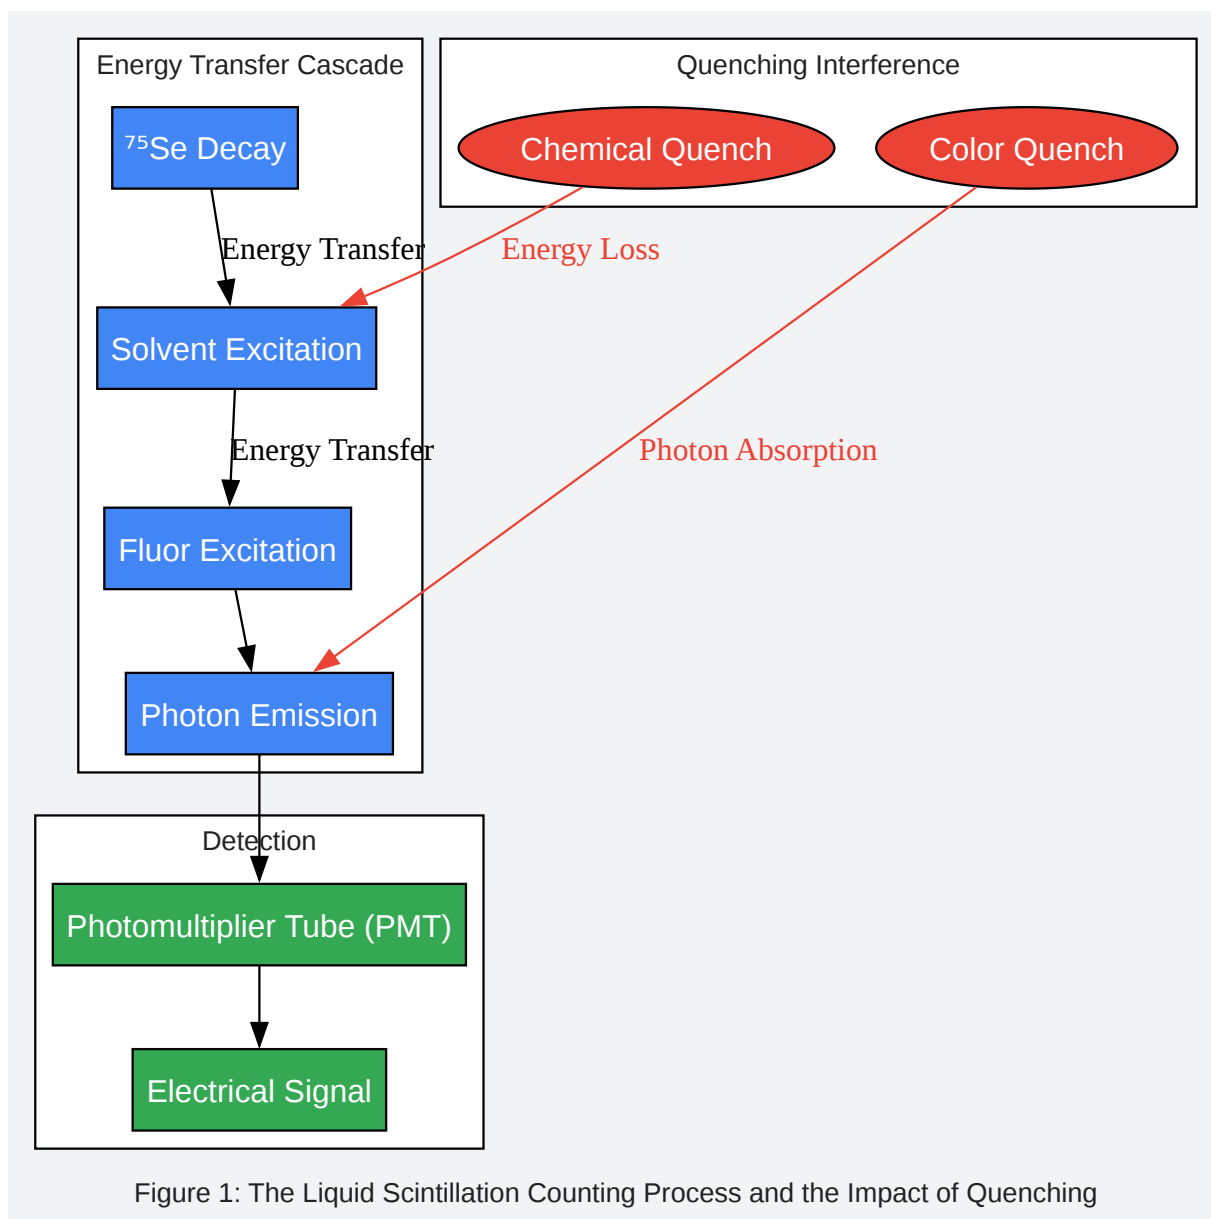 Energy Transfer Cascade
Quenching Interference
⁷⁵Se Decay
Chemical Quench
Color Quench
Energy Transfer
Energy Loss
Solvent Excitation
Energy Transfer
Photon Absorption
Fluor Excitation
Photon Emission
Detection
Photomultiplier Tube (PMT)
Electrical Signal
Figure 1: The Liquid Scintillation Counting Process and the Impact of Quenching